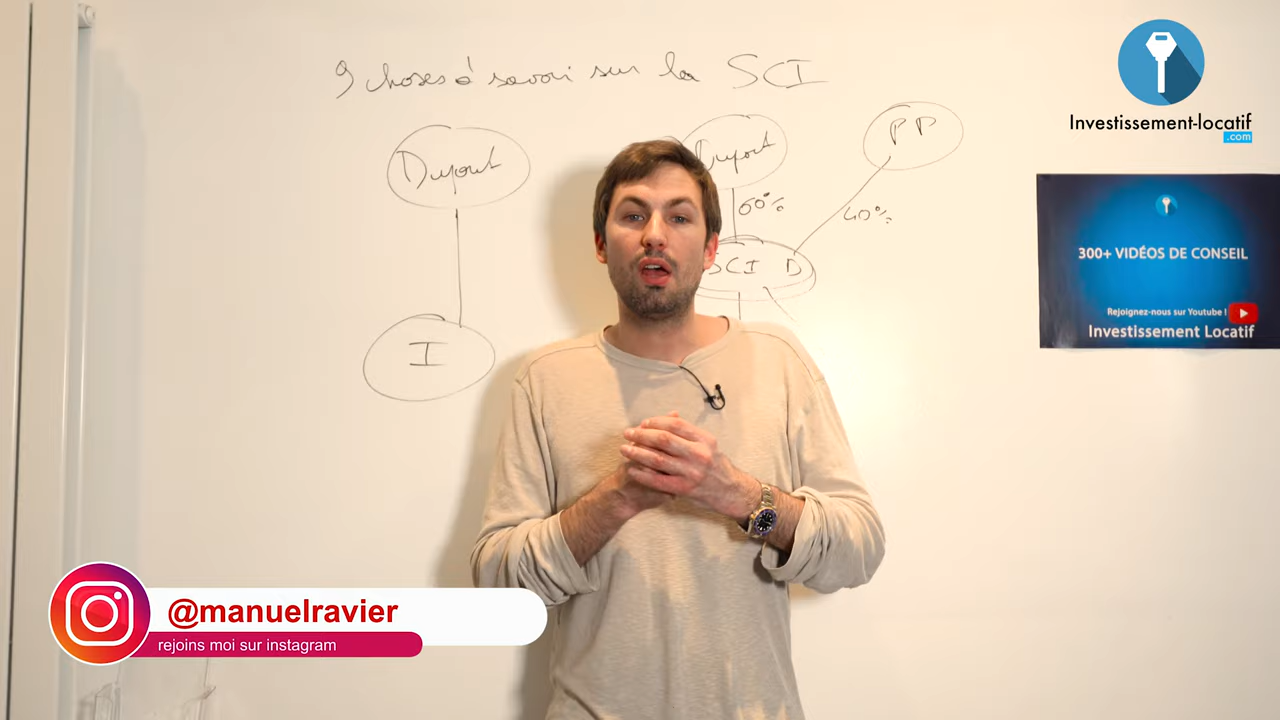 9 choses à savoir sur la SCI
Dupont
Dupont
PP
60%
40%
SCI D
I
Investissement-locatif
.com
300+ VIDÉOS DE CONSEIL
Rejoignez-nous sur Youtube !
Investissement Locatif
@manuelravier
rejoins moi sur instagram